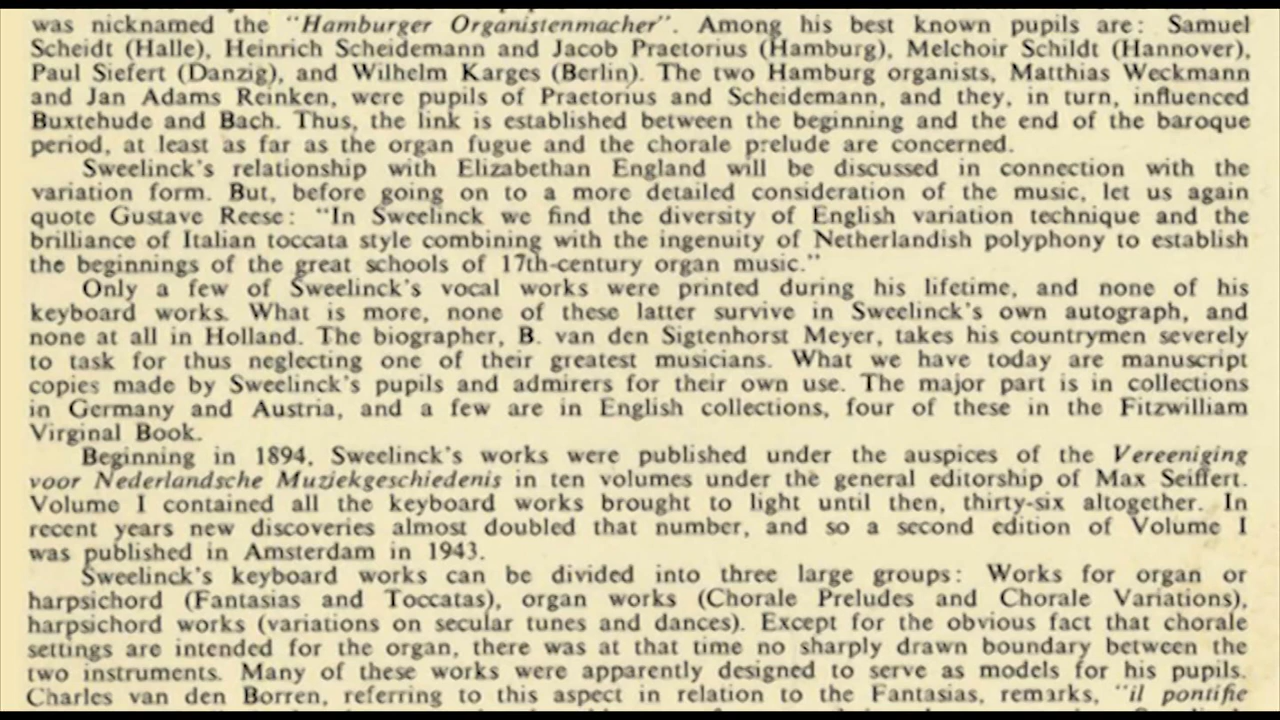 was nicknamed the "Hamburger Organistenmacher". Among his best known pupils are: Samuel
Scheidt (Halle), Heinrich Scheidemann and Jacob Praetorius (Hamburg), Melchoir Schildt (Hannover),
Paul Siefert (Danzig), and Wilhelm Karges (Berlin). The two Hamburg organists, Matthias Weckmann
and Jan Adams Reinken, were pupils of Praetorius and Scheidemann, and they, in turn, influenced
Buxtehude and Bach. Thus, the link is established between the beginning and the end of the baroque
period, at least as far as the organ fugue and the chorale prelude are concerned.
Sweelinck's relationship with Elizabethan England will be discussed in connection with the
variation form. But, before going on to a more detailed consideration of the music, let us again
quote Gustave Reese: "In Sweelinck we find the diversity of English variation technique and the
brilliance of Italian toccata style combining with the ingenuity of Netherlandish polyphony to establish
the beginnings of the great schools of 17th-century organ music."
Only a few of Sweelinck's vocal works were printed during his lifetime, and none of his
keyboard works. What is more, none of these latter survive in Sweelinck's own autograph, and
none at all in Holland. The biographer, B. van den Sigtenhorst Meyer, takes his countrymen severely
to task for thus neglecting one of their greatest musicians. What we have today are manuscript
copies made by Sweelinck's pupils and admirers for their own use. The major part is in collections
in Germany and Austria, and a few are in English collections, four of these in the Fitzwilliam
Virginal Book.
Beginning in 1894, Sweelinck's works were published under the auspices of the Vereeniging
voor Nederlandsche Muziekgeschiedenis in ten volumes under the general editorship of Max Seiffert.
Volume I contained all the keyboard works brought to light until then, thirty-six altogether. In
recent years new discoveries almost doubled that number, and so a second edition of Volume I
was published in Amsterdam in 1943.
Sweelinck's keyboard works can be divided into three large groups: Works for organ or
harpsichord (Fantasias and Toccatas), organ works (Chorale Preludes and Chorale Variations),
harpsichord works (variations on secular tunes and dances). Except for the obvious fact that chorale
settings are intended for the organ, there was at that time no sharply drawn boundary between the
two instruments. Many of these works were apparently designed to serve as models for his pupils.
Charles van den Borren, referring to this aspect in relation to the Fantasias, remarks, "il pontifie